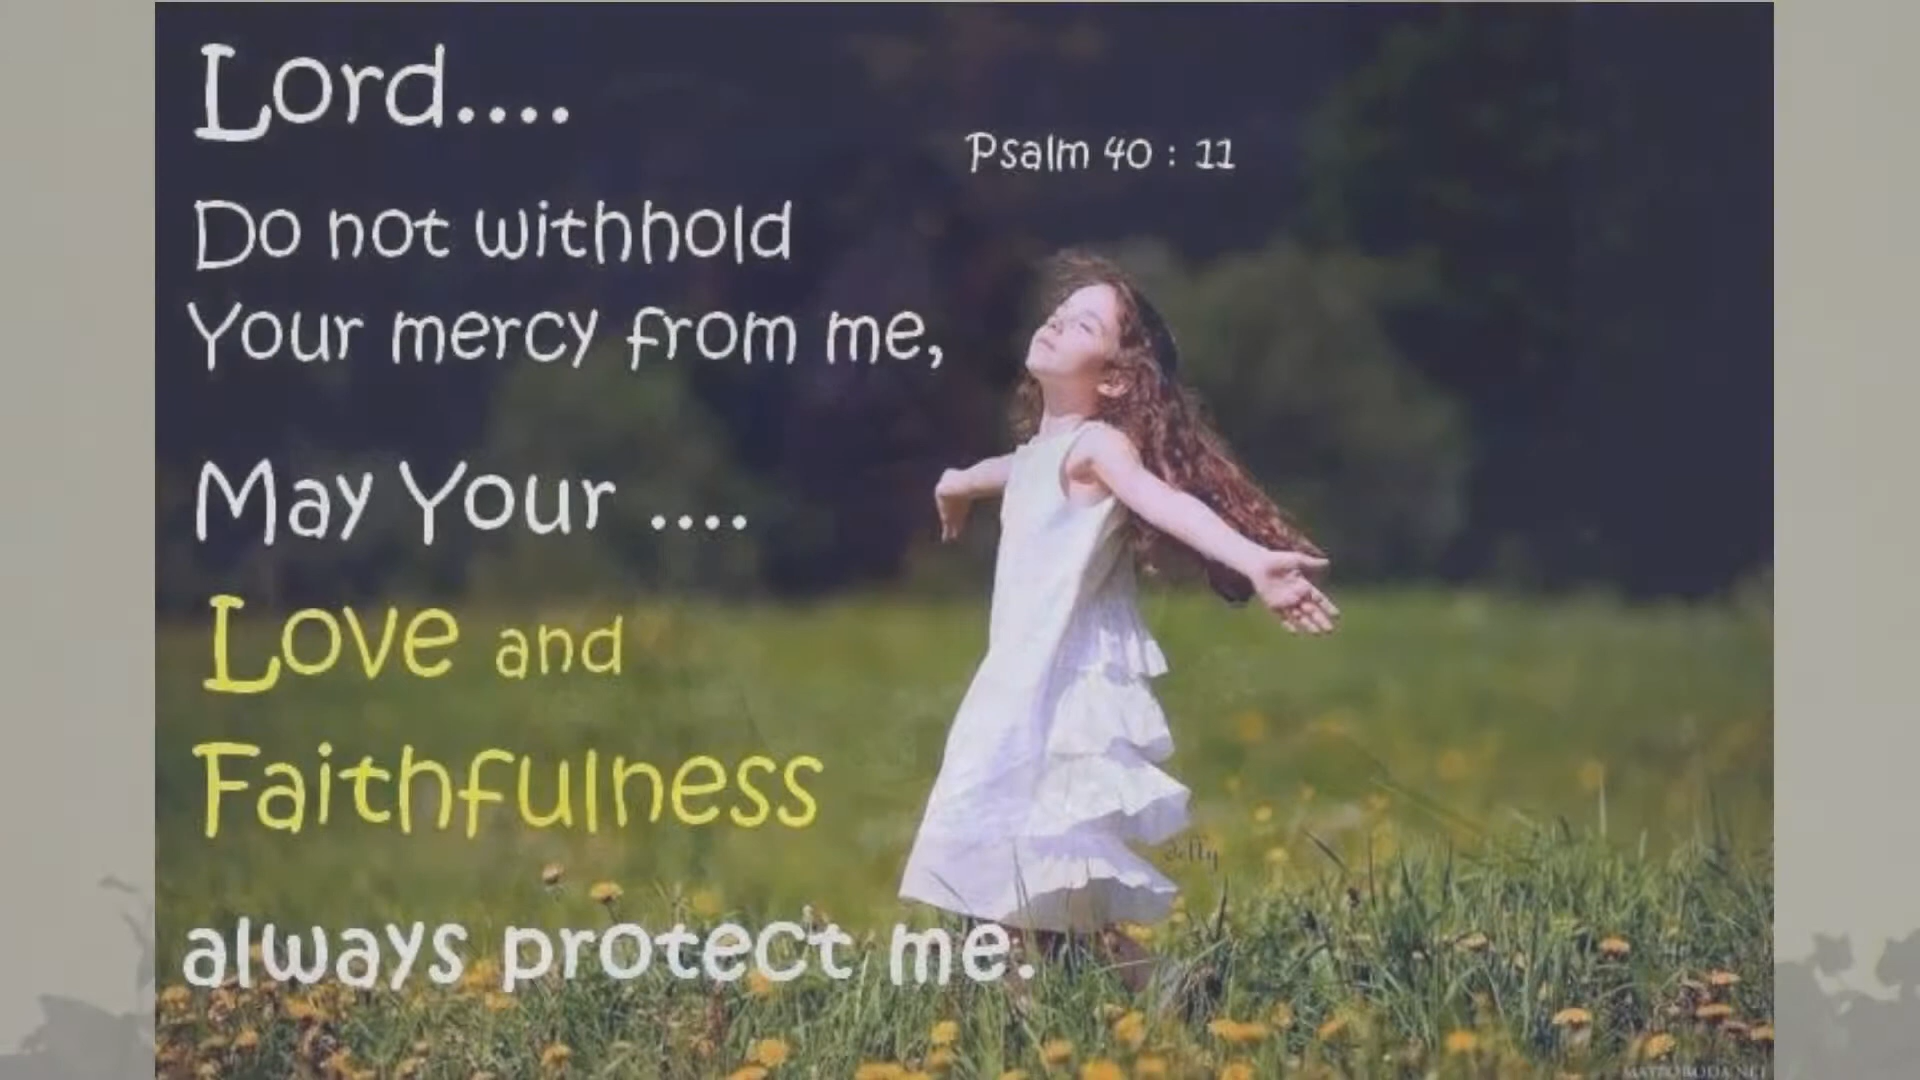 Lord....
Psalm 40 : 11
Do not withhold
Your mercy from me,
May Your ....
Love and
Faithfulness
always protect me.